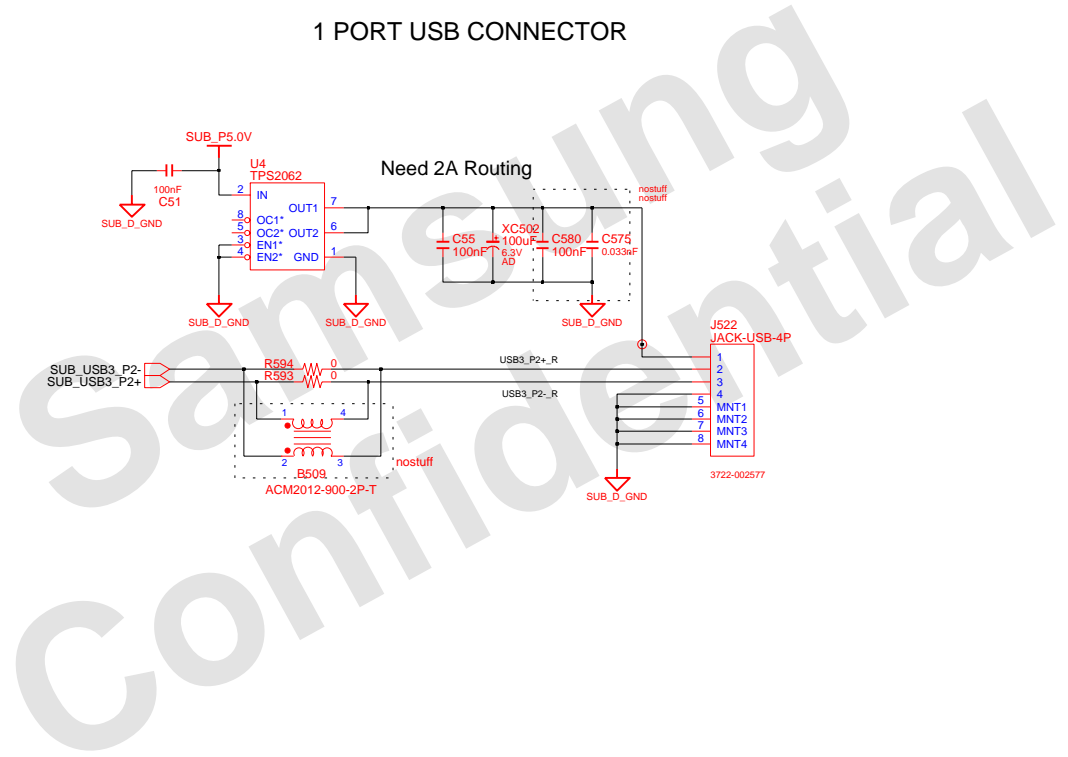 1 PORT USB CONNECTOR
SUB_P5.0V
100nF
C51
SUB_D_GND
U4
TPS2062
Need 2A Routing
2 IN
OUT1 7
8 OC1*
5 OC2* OUT2 6
3 EN1*
4 EN2* GND 1
SUB_D_GND
SUB_D_GND
nostuff
nostuff
C55
100nF
XC502
100uF
6.3V
AD
C580
100nF
C575
0.033nF
SUB_D_GND
J522
JACK-USB-4P
1
2
3
4
5 MNT1
6 MNT2
7 MNT3
8 MNT4
3722-002577
SUB_D_GND
SUB_USB3_P2-
SUB_USB3_P2+
R594 0
R593 0
USB3_P2+_R
USB3_P2-_R
1 4
2 3
B509
ACM2012-900-2P-T
nostuff
Samsung
Confidential